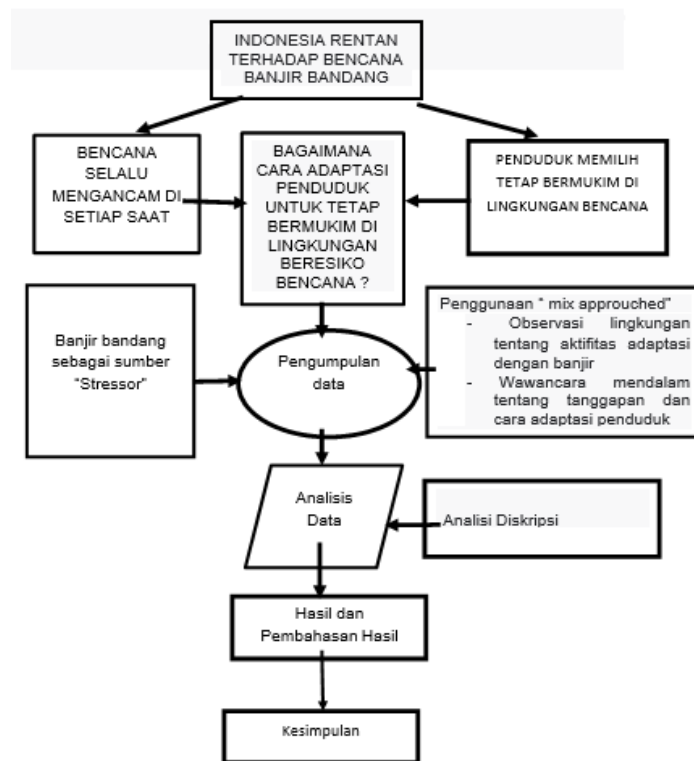 INDONESIA RENTAN
TERHADAP BENCANA
BANJIR BANDANG
BENCANA
SELALU
MENGANCAM DI
SETIAP SAAT
BAGAIMANA
CARA ADAPTASI
PENDUDUK
UNTUK TETAP
BERMUKIM DI
LINGKUNGAN
BERESIKO
BENCANA ?
PENDUDUK MEMILIH
TETAP BERMUKIM DI
LINGKUNGAN BENCANA
Banjir bandang
sebagai sumber
"Stressor"
Pengumpulan
data
Penggunaan “ mix approuched”
- Observasi lingkungan
tentang aktifitas adaptasi
dengan banjir
- Wawancara mendalam
tentang tanggapan dan
cara adaptasi penduduk
Analisis
Data
Analisi Diskripsi
Hasil dan
Pembahasan Hasil
Kesimpulan